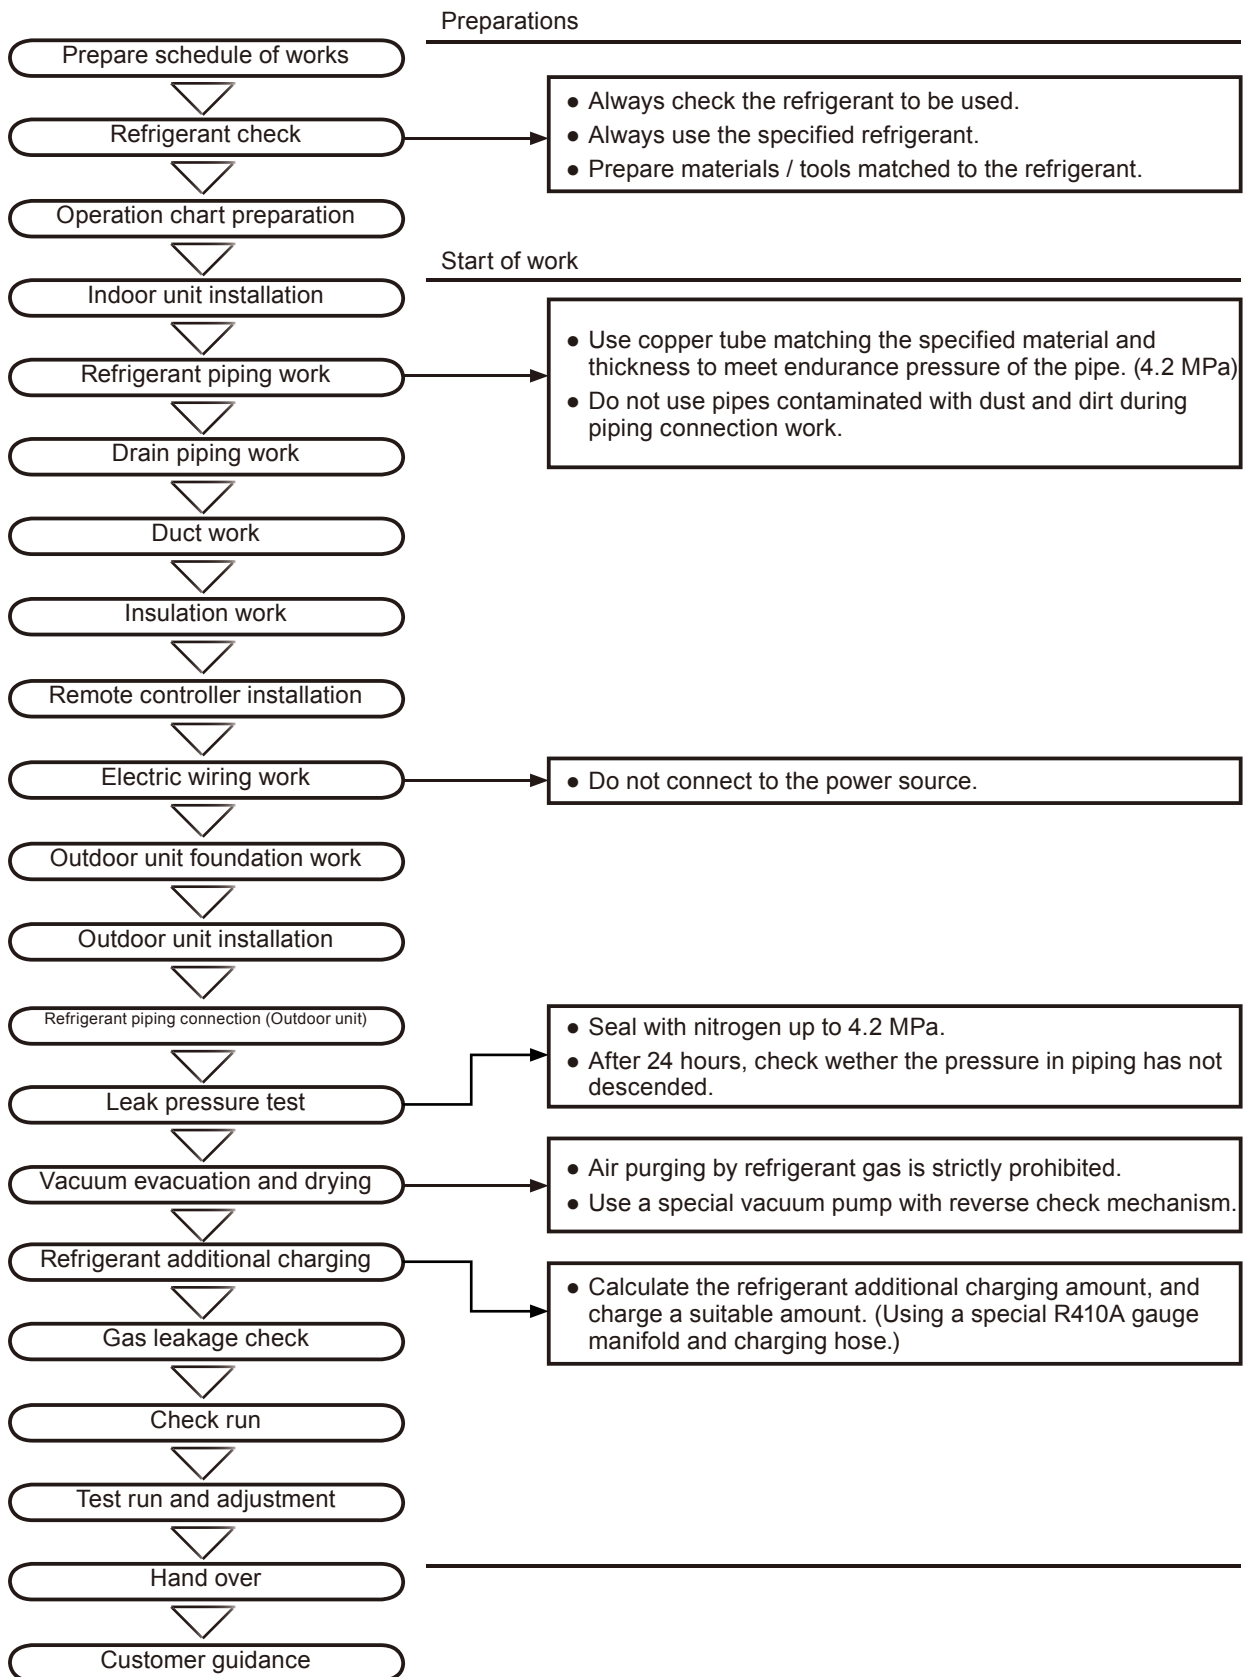 Preparations
Prepare schedule of works
Refrigerant check
● Always check the refrigerant to be used.
● Always use the specified refrigerant.
● Prepare materials / tools matched to the refrigerant.
Operation chart preparation
Start of work
Indoor unit installation
Refrigerant piping work
● Use copper tube matching the specified material and
thickness to meet endurance pressure of the pipe. (4.2 MPa)
● Do not use pipes contaminated with dust and dirt during
piping connection work.
Drain piping work
Duct work
Insulation work
Remote controller installation
Electric wiring work
● Do not connect to the power source.
Outdoor unit foundation work
Outdoor unit installation
Refrigerant piping connection (Outdoor unit)
Leak pressure test
● Seal with nitrogen up to 4.2 MPa.
● After 24 hours, check wether the pressure in piping has not
descended.
Vacuum evacuation and drying
● Air purging by refrigerant gas is strictly prohibited.
● Use a special vacuum pump with reverse check mechanism.
Refrigerant additional charging
● Calculate the refrigerant additional charging amount, and
charge a suitable amount. (Using a special R410A gauge
manifold and charging hose.)
Gas leakage check
Check run
Test run and adjustment
Hand over
Customer guidance